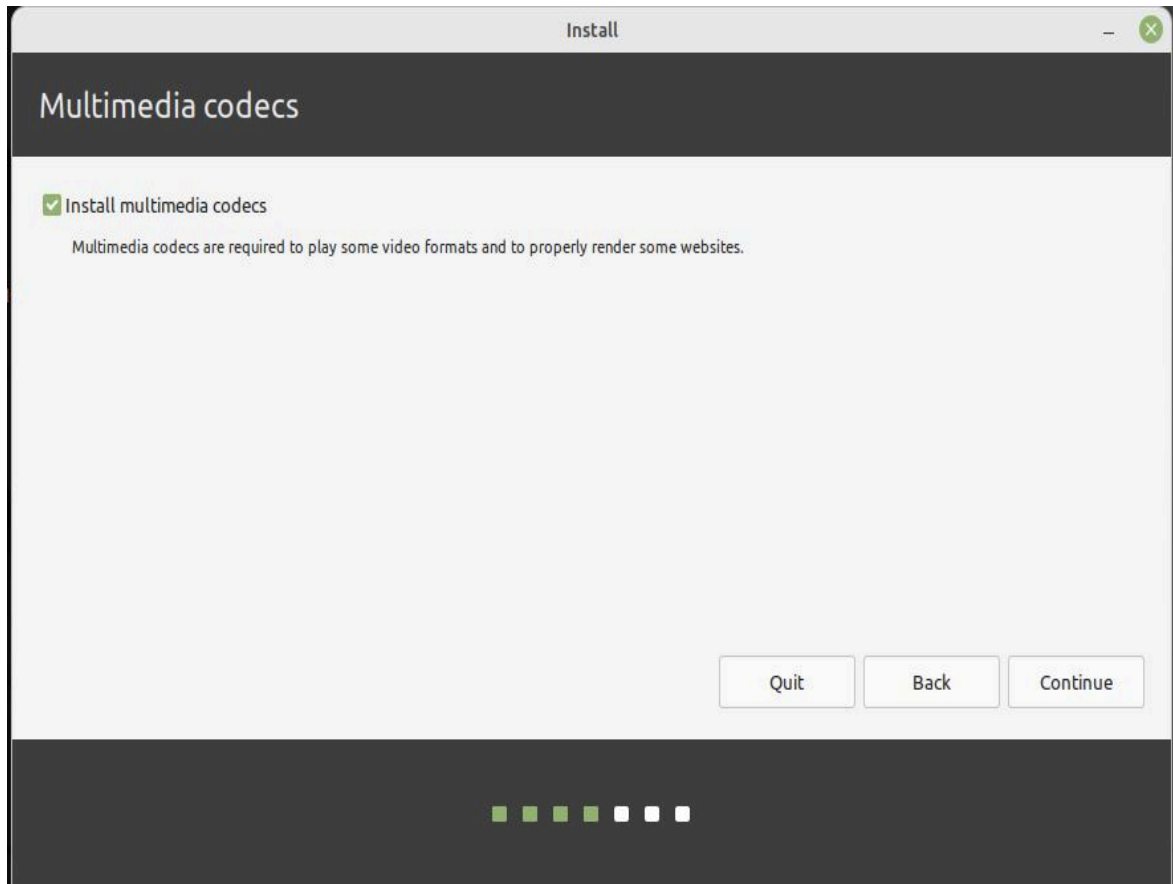 Install
Multimedia codecs
Install multimedia codecs
Multimedia codecs are required to play some video formats and to properly render some websites.
Quit
Back
Continue